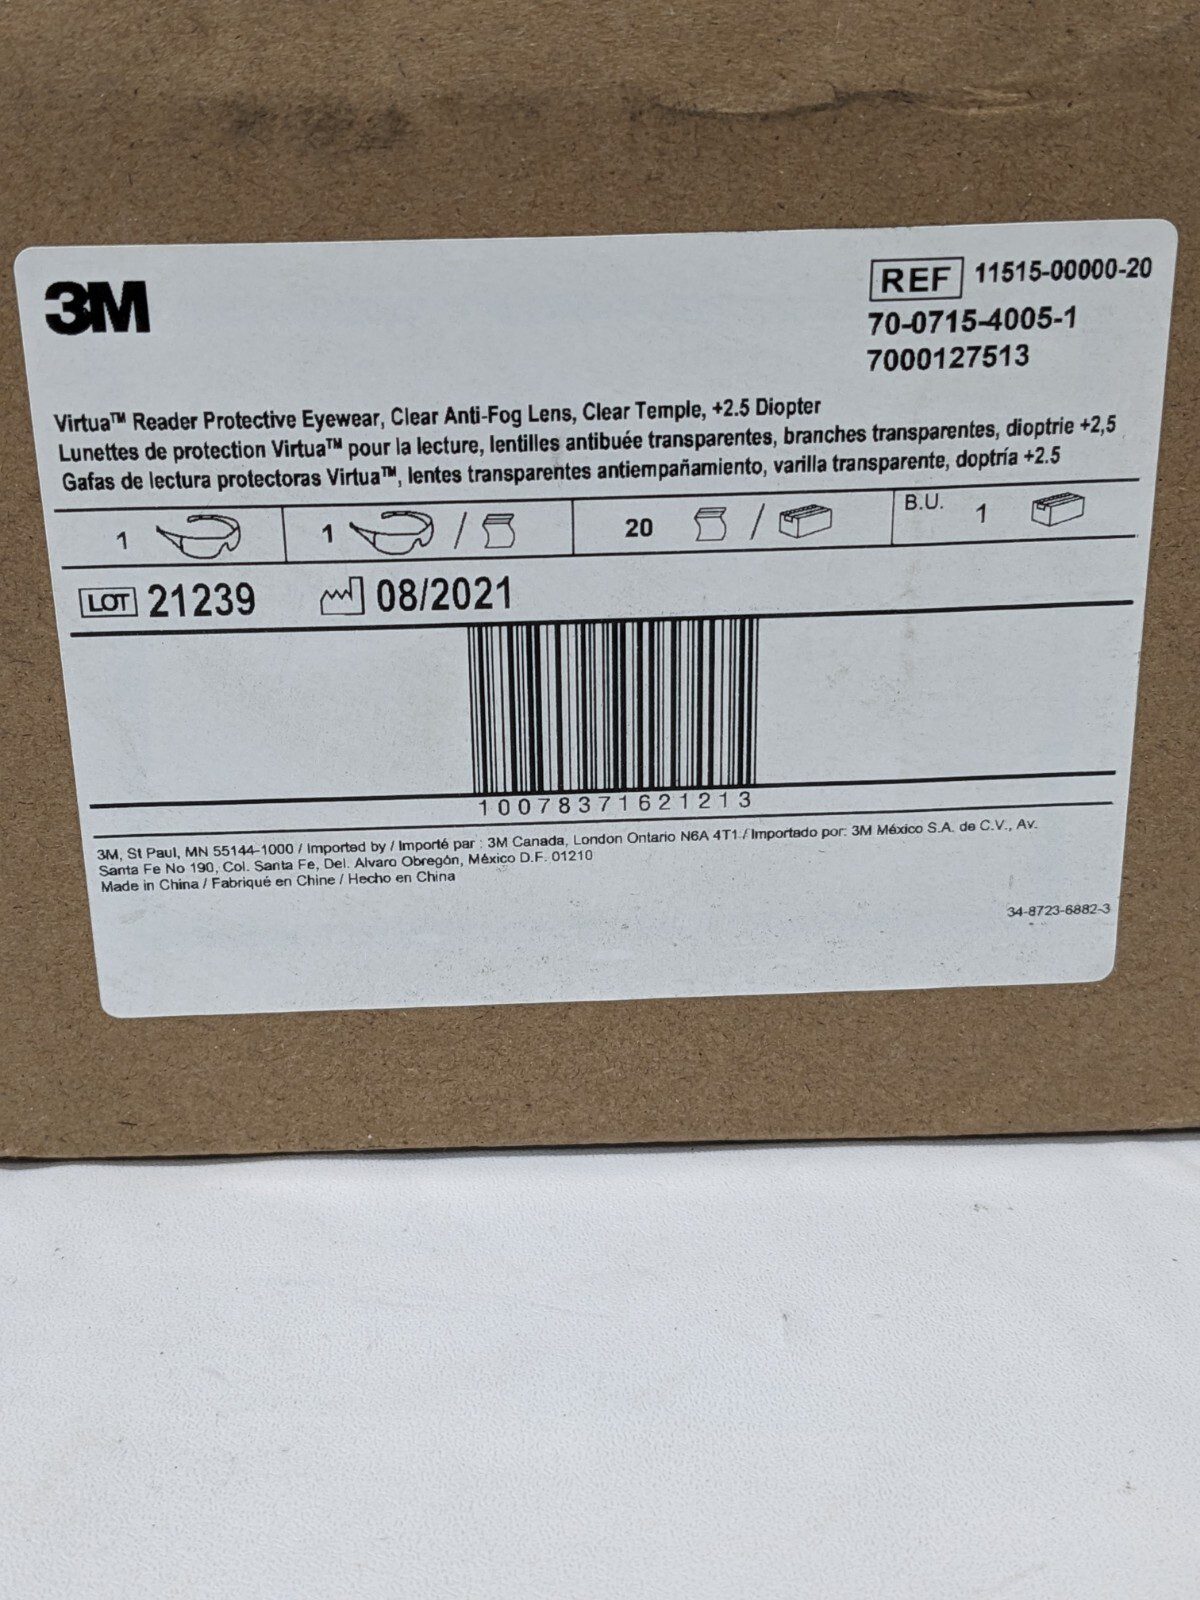 3M
REF 11515-00000-20
70-0715-4005-1
7000127513
Virtua™ Reader Protective Eyewear, Clear Anti-Fog Lens, Clear Temple, +2.5 Diopter
Lunettes de protection Virtua™ pour la lecture, lentilles antibuée transparentes, branches transparentes, dioptrie +2,5
Gafas de lectura protectoras Virtua™, lentes transparentes antiempañamiento, varilla transparente, doptría +2.5
1 1 / 20 / B.U. 1
LOT 21239 08/2021
10078371621213
3M, St Paul, MN 55144-1000 / Imported by / Importé par : 3M Canada, London Ontario N6A 4T1 / Importado por: 3M México S.A. de C.V., Av.
Santa Fe No 190, Col. Santa Fe, Del. Alvaro Obregón, México D.F. 01210
Made in China / Fabriqué en Chine / Hecho en China
34-8723-6882-3